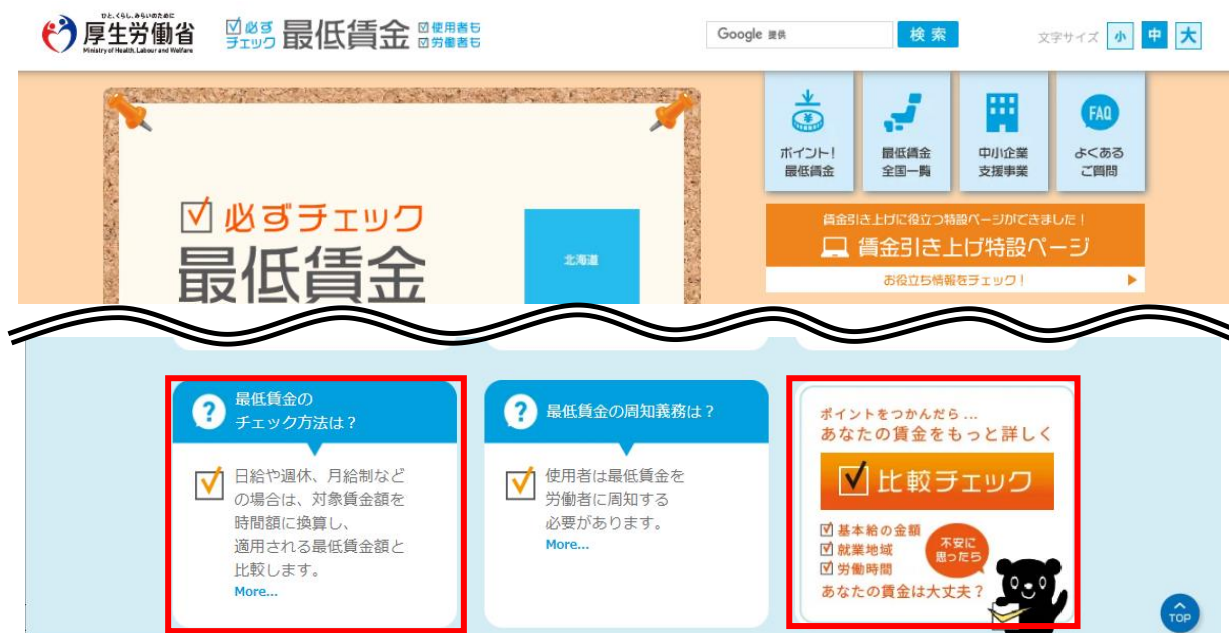 ひと、くらし、みらいのために
厚生労働省
Ministry of Health, Labour and Welfare
必ず
チェック
最低賃金
使用者も
労働者も
Google 提供
検索
文字サイズ 小 中 大
ポイント！
最低賃金
最低賃金
全国一覧
中小企業
支援事業
FAQ
よくある
ご質問
必ずチェック
最低賃金
北海道
賃金引き上げに役立つ特設ページができました！
賃金引き上げ特設ページ
お役立ち情報をチェック！
最低賃金の
チェック方法は？
日給や週休、月給制など
の場合は、対象賃金額を
時間額に換算し、
適用される最低賃金額と
比較します。
More...
最低賃金の周知義務は？
使用者は最低賃金を
労働者に周知する
必要があります。
More...
ポイントをつかんだら...
あなたの賃金をもっと詳しく
比較チェック
基本給の金額
就業地域
労働時間
不安に
思ったら
あなたの賃金は大丈夫？
TOP